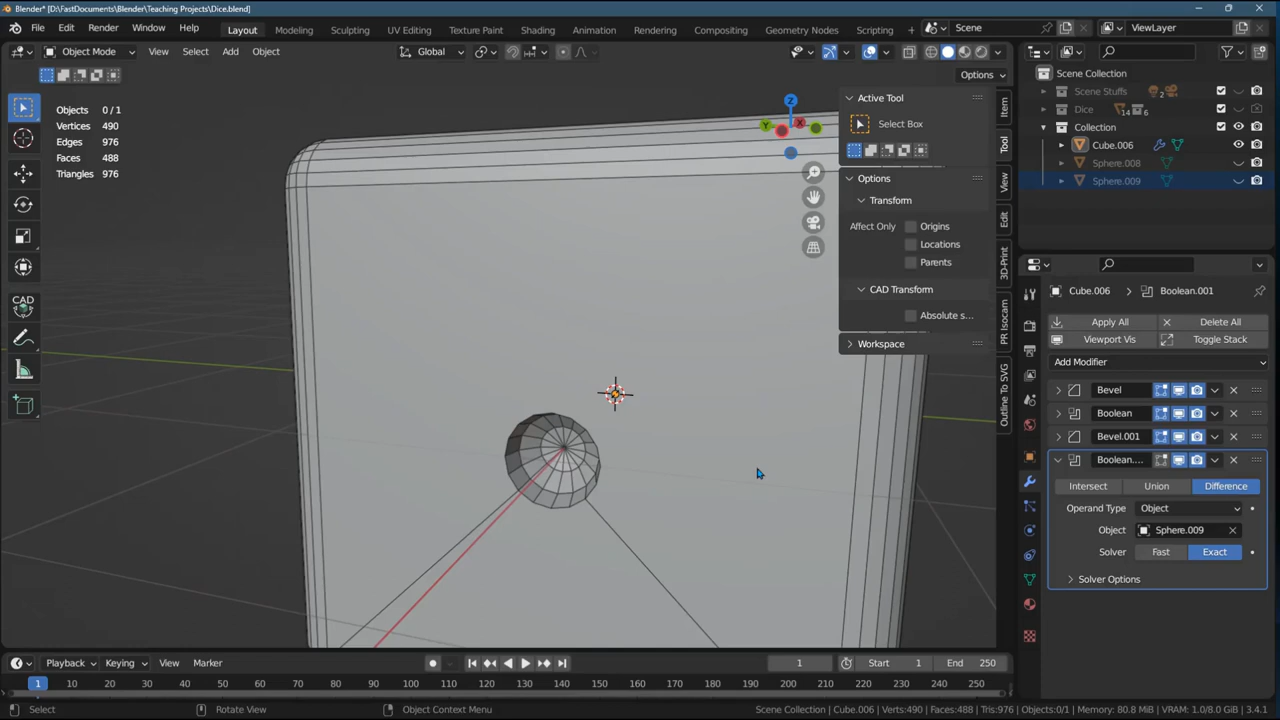 Blender* [D:\FastDocuments\Blender\Teaching Projects\Dice.blend]
File Edit Render Window Help Layout Modeling Sculpting UV Editing Texture Paint Shading Animation Rendering Compositing Geometry Nodes Scripting Scene ViewLayer
Object Mode View Select Add Object Global
Options
Objects 0 / 1
Vertices 490
Edges 976
Faces 488
Triangles 976
Z
Y X
Active Tool
Select Box
Options
Transform
Affect Only Origins
Locations
Parents
CAD Transform
Absolute s...
Workspace
Item
Tool
View
Edit
3D-Print
PR Isocam
Outline To SVG
CAD
Scene Collection
Scene Stuffs 2
Dice 14 6
Collection
Cube.006
Sphere.008
Sphere.009
Cube.006 Boolean.001
Apply All Delete All
Viewport Vis Toggle Stack
Add Modifier
Bevel
Boolean
Bevel.001
Boolean....
Intersect Union Difference
Operand Type Object
Object Sphere.009
Solver Fast Exact
Solver Options
Playback Keying View Marker 1 Start 1 End 250
1 10 20 30 40 50 60 70 80 90 100 110 120 130 140 150 160 170 180 190 200 210 220 230 240 250
Select Rotate View Object Context Menu Scene Collection | Cube.006 | Verts:490 | Faces:488 | Tris:976 | Objects:0/1 | Memory: 80.8 MiB | VRAM: 1.0/8.0 GiB | 3.4.1